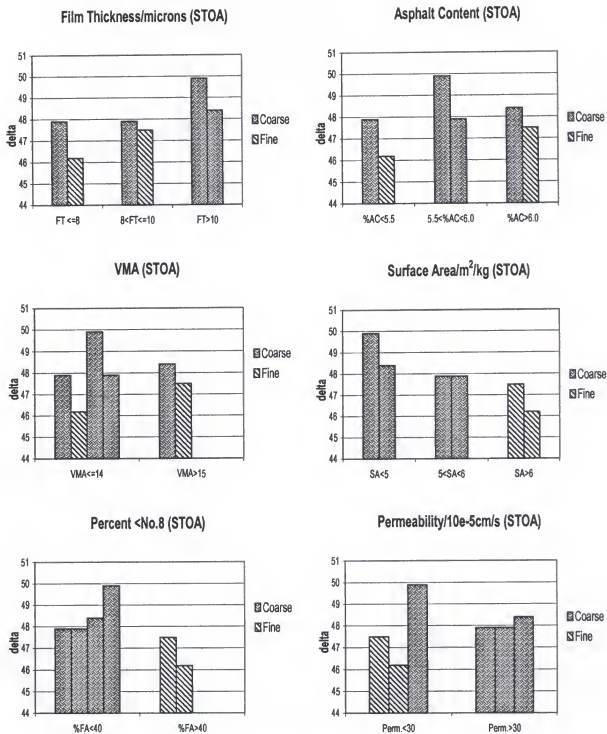 Film Thickness/microns (STOA)
51
50
49
48
47
46
45
44
delta
FT <=8
8<FT<=10
FT>10
Coarse
Fine
Asphalt Content (STOA)
51
50
49
48
47
46
45
44
%AC<5.5
5.5<%AC<6.0
%AC>6.0
Coarse
Fine
VMA (STOA)
51
50
49
48
47
46
45
44
delta
VMA<=14
VMA>15
Coarse
Fine
Surface Area/m²/kg (STOA)
51
50
49
48
47
46
45
44
delta
SA<5
5<SA<6
SA>6
Coarse
Fine
Percent <No.8 (STOA)
51
50
49
48
47
46
45
44
delta
%FA<40
%FA>40
Coarse
Fine
Permeability/10e-5cm/s (STOA)
51
50
49
48
47
46
45
44
delta
Perm.<30
Perm.>30
Coarse
Fine